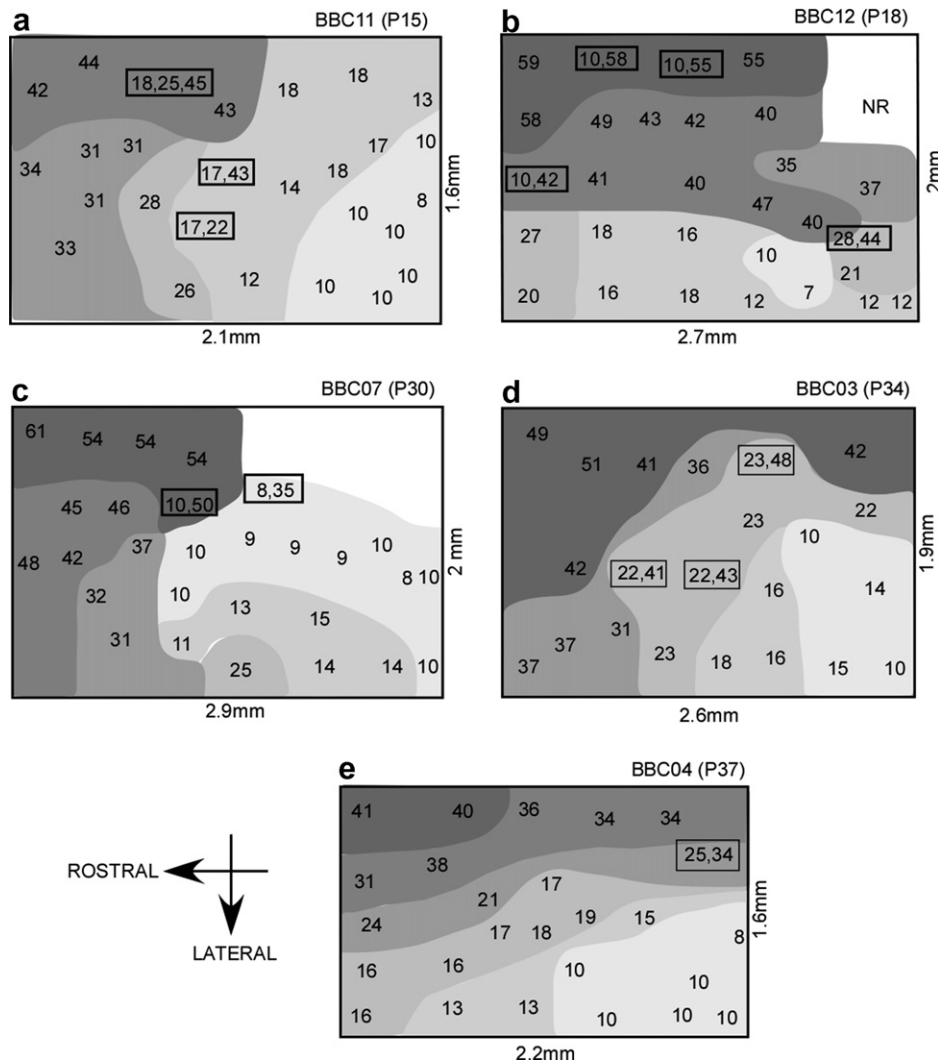 a BBC11 (P15)
44
42 18,25,45 18 18
43 13
31 31 17 10
34 17,43 18
31 28 14 8
10
17,22 10
33
26 12 10 10
10
1.6mm
2.1mm
b BBC12 (P18)
59 10,58 10,55 55
58 49 43 42 40 NR
35
10,42 41 40 37
47
40
27 18 16 28,44
10 21
20 16 18 12 7 12 12
2mm
2.7mm
c BBC07 (P30)
61 54 54
54
45 46 10,50 8,35
48 42 37 10 9 9 9 10
8 10
32 10 13 15
31 11
25 14 14 10
2 mm
2.9mm
d BBC03 (P34)
49 51 41 36 23,48 42
23 22
10
42 22,41 22,43 16 14
31
37 37 23 18 16 15 10
1.9mm
2.6mm
e BBC04 (P37)
41 40 36 34 34
38 25,34
31 17
21 19 15
24 17 18 8
16 16 10
10
16 13 13 10 10 10
1.6mm
2.2mm
ROSTRAL
LATERAL